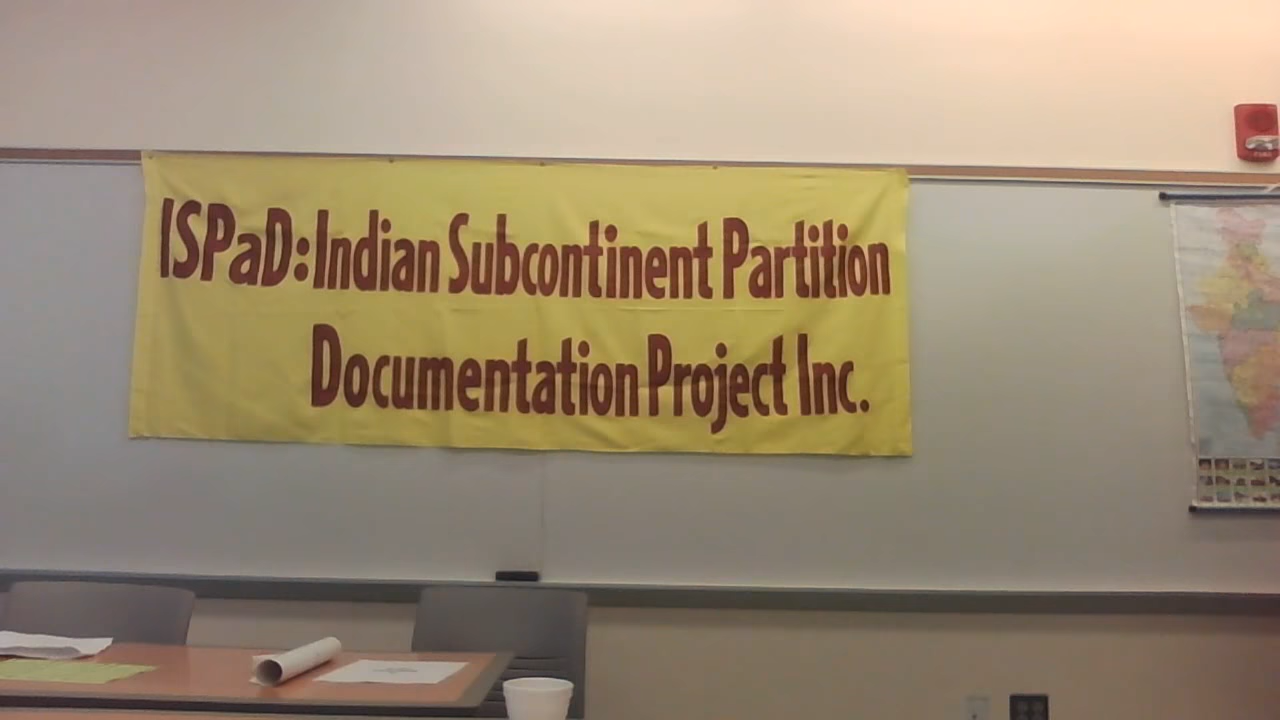 ISPaD: Indian Subcontinent Partition
Documentation Project Inc.